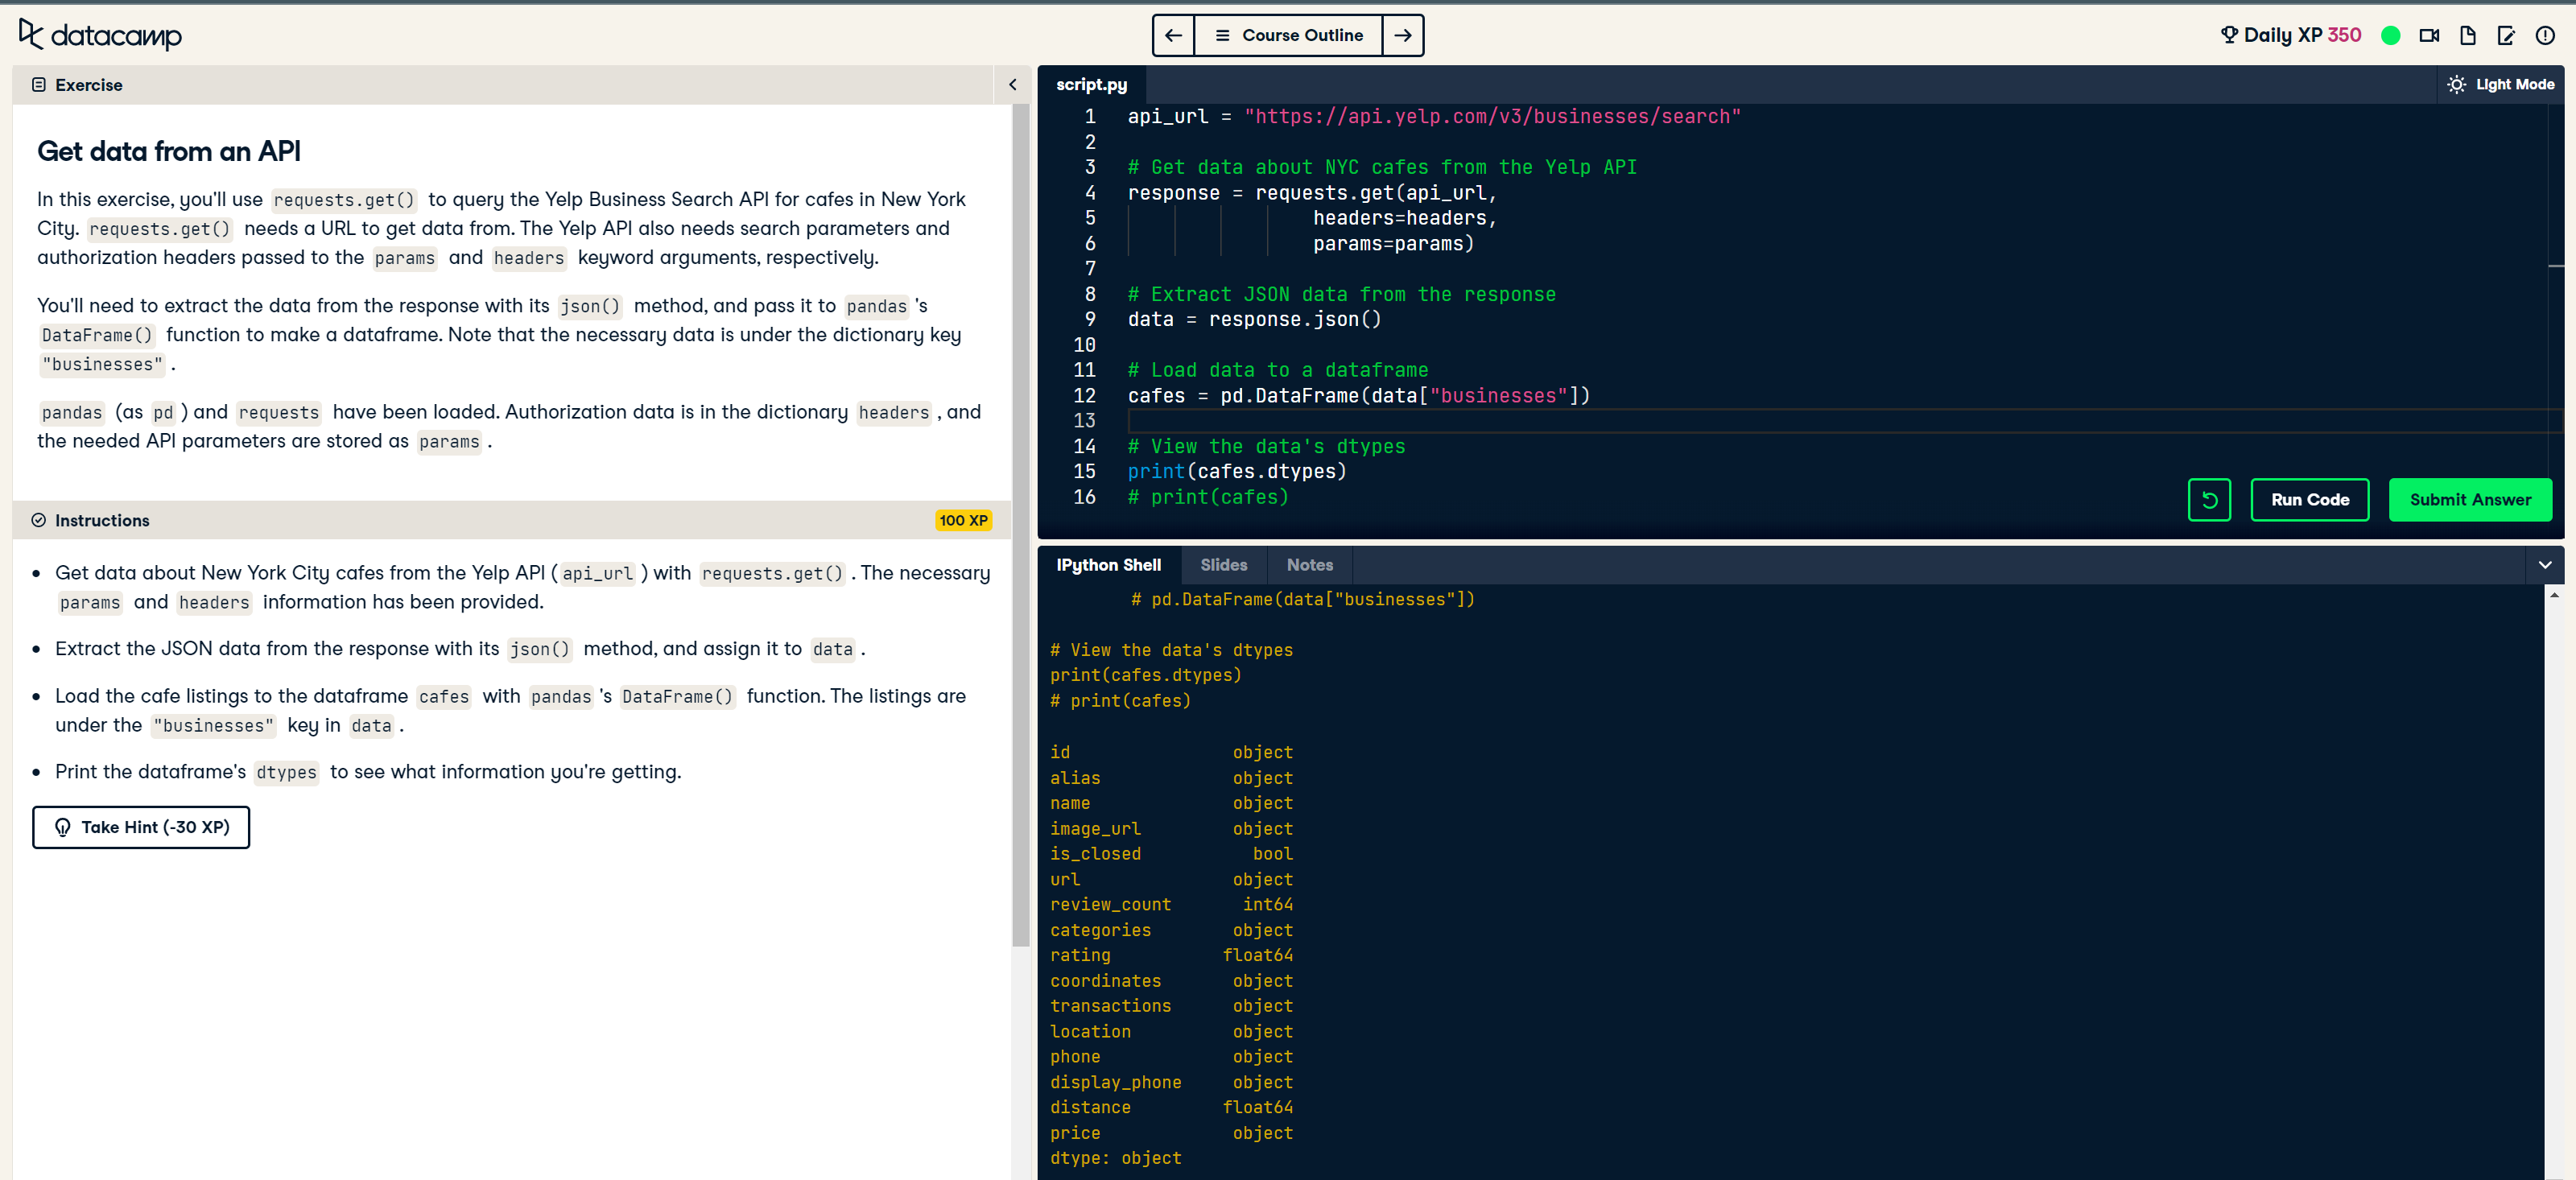 datacamp
Course Outline
Daily XP 350
Exercise
Get data from an API
In this exercise, you'll use requests.get() to query the Yelp Business Search API for cafes in New York
City. requests.get() needs a URL to get data from. The Yelp API also needs search parameters and
authorization headers passed to the params and headers keyword arguments, respectively.
You'll need to extract the data from the response with its json() method, and pass it to pandas 's
DataFrame() function to make a dataframe. Note that the necessary data is under the dictionary key
"businesses" .
pandas (as pd ) and requests have been loaded. Authorization data is in the dictionary headers , and
the needed API parameters are stored as params .
Instructions
100 XP
Get data about New York City cafes from the Yelp API ( api_url ) with requests.get() . The necessary
params and headers information has been provided.
Extract the JSON data from the response with its json() method, and assign it to data .
Load the cafe listings to the dataframe cafes with pandas 's DataFrame() function. The listings are
under the "businesses" key in data .
Print the dataframe's dtypes to see what information you're getting.
Take Hint (-30 XP)
script.py
Light Mode
1 api_url = "https://api.yelp.com/v3/businesses/search"
2
3 # Get data about NYC cafes from the Yelp API
4 response = requests.get(api_url,
5 headers=headers,
6 params=params)
7
8 # Extract JSON data from the response
9 data = response.json()
10
11 # Load data to a dataframe
12 cafes = pd.DataFrame(data["businesses"])
13
14 # View the data's dtypes
15 print(cafes.dtypes)
16 # print(cafes)
Run Code
Submit Answer
IPython Shell
Slides
Notes
# pd.DataFrame(data["businesses"])
# View the data's dtypes
print(cafes.dtypes)
# print(cafes)
id object
alias object
name object
image_url object
is_closed bool
url object
review_count int64
categories object
rating float64
coordinates object
transactions object
location object
phone object
display_phone object
distance float64
price object
dtype: object